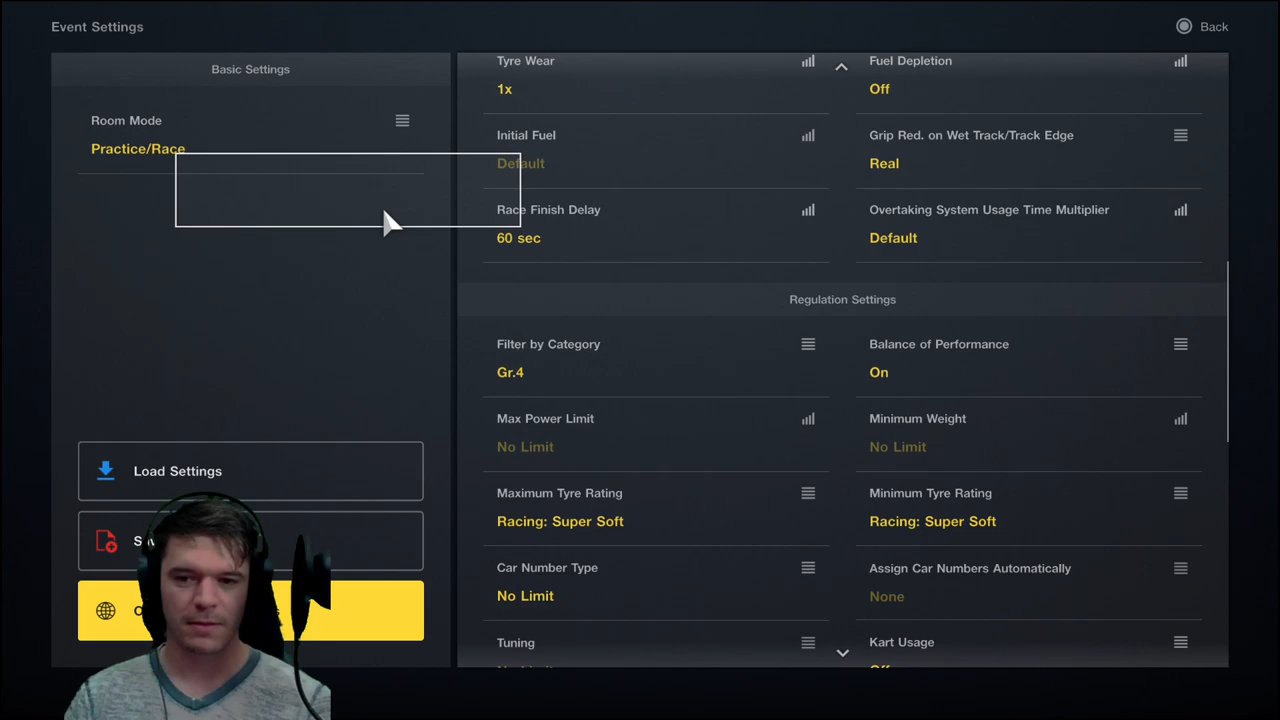 Event Settings
Back
Basic Settings
Room Mode
Practice/Race
Load Settings
Tyre Wear
1x
Fuel Depletion
Off
Initial Fuel
Default
Grip Red. on Wet Track/Track Edge
Real
Race Finish Delay
60 sec
Overtaking System Usage Time Multiplier
Default
Regulation Settings
Filter by Category
Gr.4
Balance of Performance
On
Max Power Limit
No Limit
Minimum Weight
No Limit
Maximum Tyre Rating
Racing: Super Soft
Minimum Tyre Rating
Racing: Super Soft
Car Number Type
No Limit
Assign Car Numbers Automatically
None
Tuning
Kart Usage